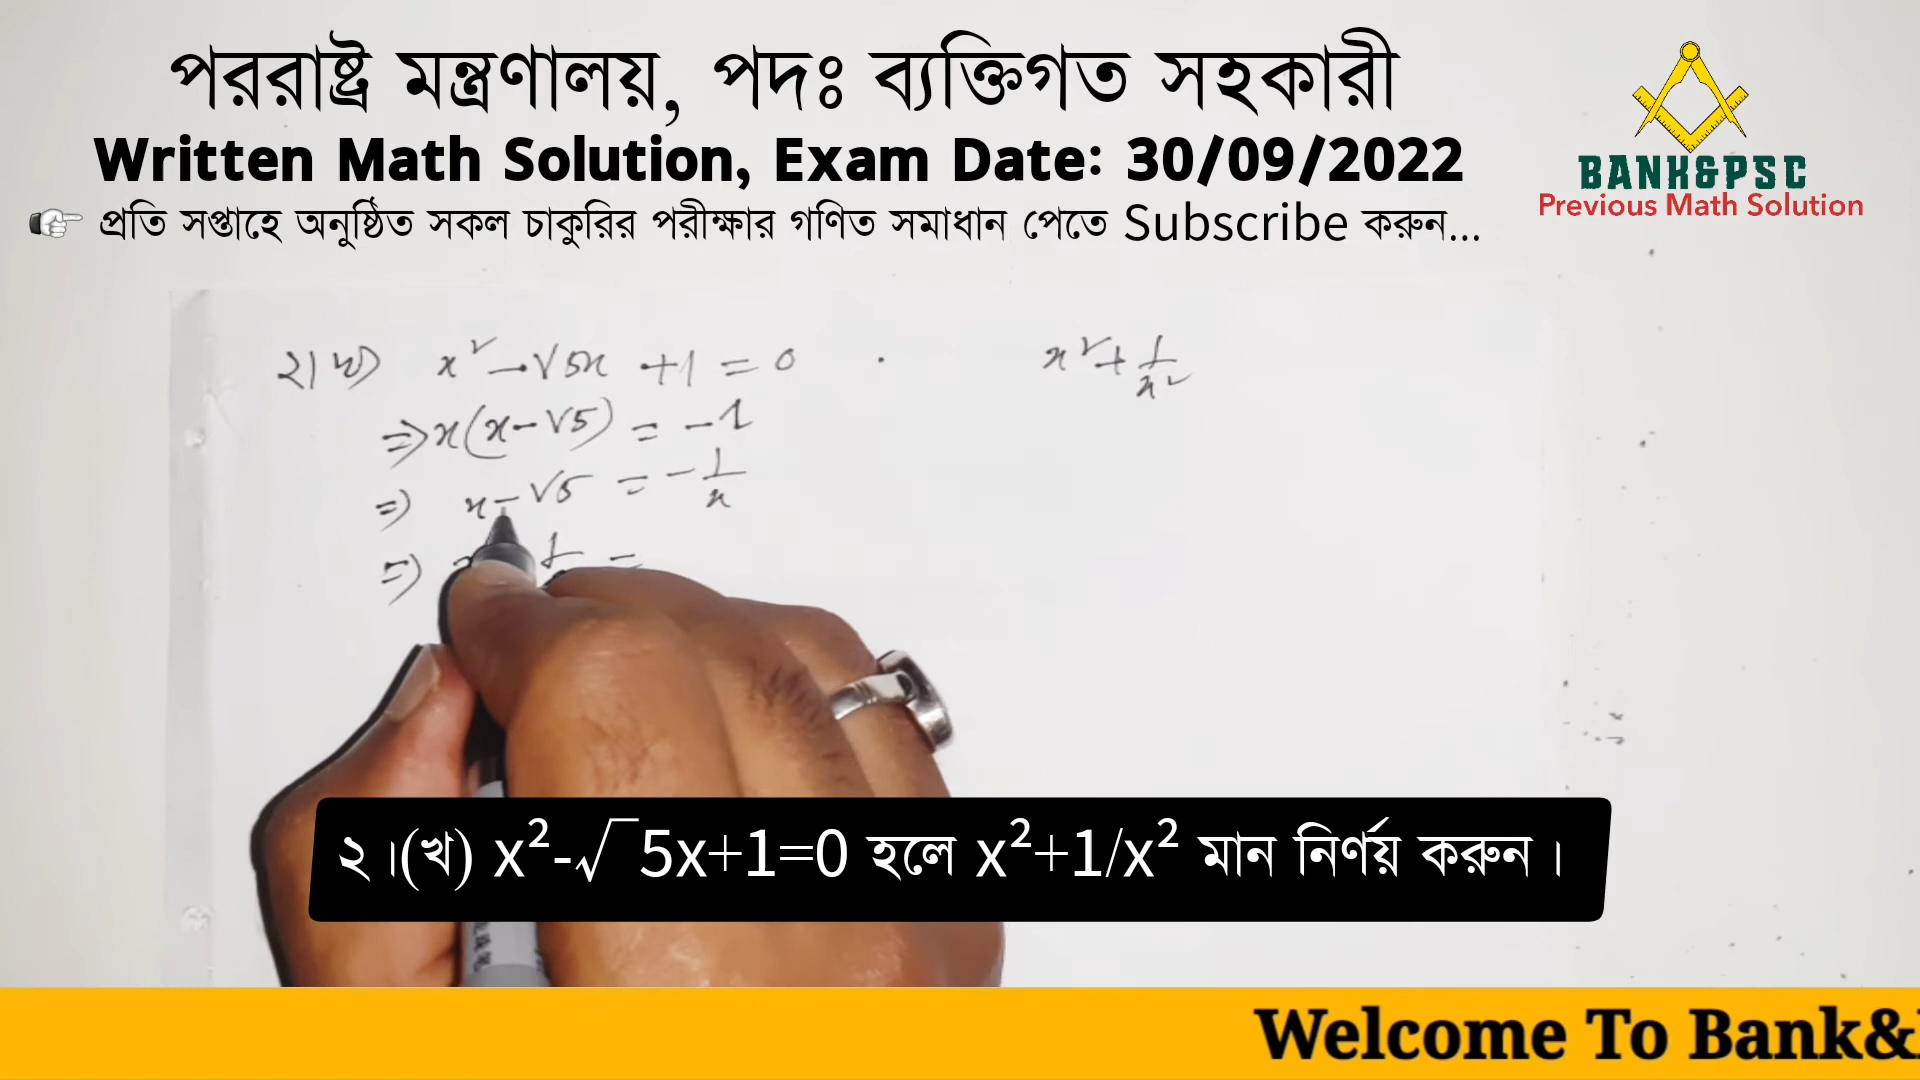 পররাষ্ট্র মন্ত্রণালয়, পদঃ ব্যক্তিগত সহকারী
Written Math Solution, Exam Date: 30/09/2022
প্রতি সপ্তাহে অনুষ্ঠিত সকল চাকুরির পরীক্ষার গণিত সমাধান পেতে Subscribe করুন...
BANK&PSC
Previous Math Solution
২। খ) x² - √5x + 1 = 0
x² + 1/x²
⇒ x(x - √5) = -1
⇒ x - √5 = - 1/x
⇒
২।(খ) x²-√5x+1=0 হলে x²+1/x² মান নির্ণয় করুন।
Welcome To Bank&